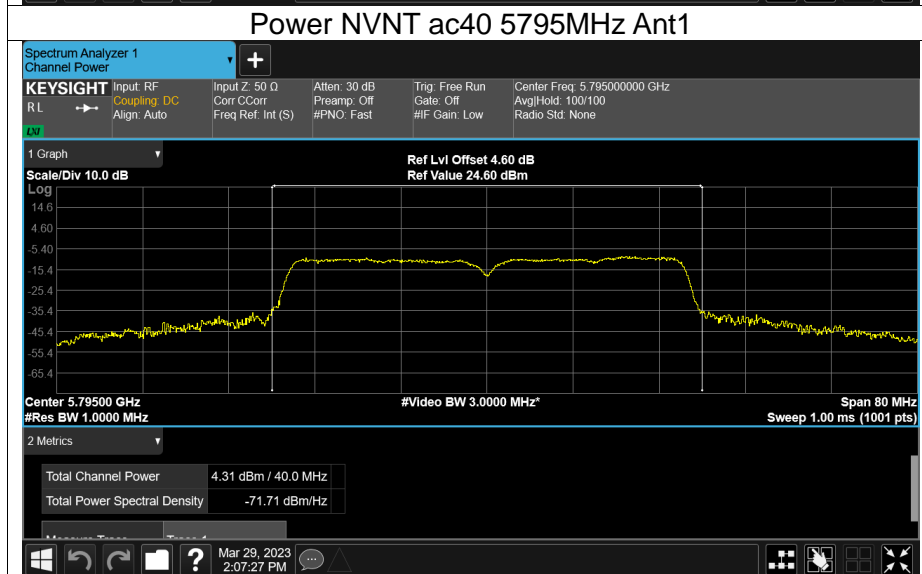 Power NVNT ac40 5795MHz Ant1
Spectrum Analyzer 1
Channel Power
KEYSIGHT
R L
LXI
Input: RF
Coupling: DC
Align: Auto
Input Z: 50 Ω
Corr CCorr
Freq Ref: Int (S)
Atten: 30 dB
Preamp: Off
#PNO: Fast
Trig: Free Run
Gate: Off
#IF Gain: Low
Center Freq: 5.795000000 GHz
Avg|Hold: 100/100
Radio Std: None
1 Graph
Scale/Div 10.0 dB
Ref Lvl Offset 4.60 dB
Ref Value 24.60 dBm
Log
14.6
4.60
-5.40
-15.4
-25.4
-35.4
-45.4
-55.4
-65.4
Center 5.79500 GHz
#Video BW 3.0000 MHz*
Span 80 MHz
#Res BW 1.0000 MHz
Sweep 1.00 ms (1001 pts)
2 Metrics
Total Channel Power 4.31 dBm / 40.0 MHz
Total Power Spectral Density -71.71 dBm/Hz
?
Mar 29, 2023
2:07:27 PM